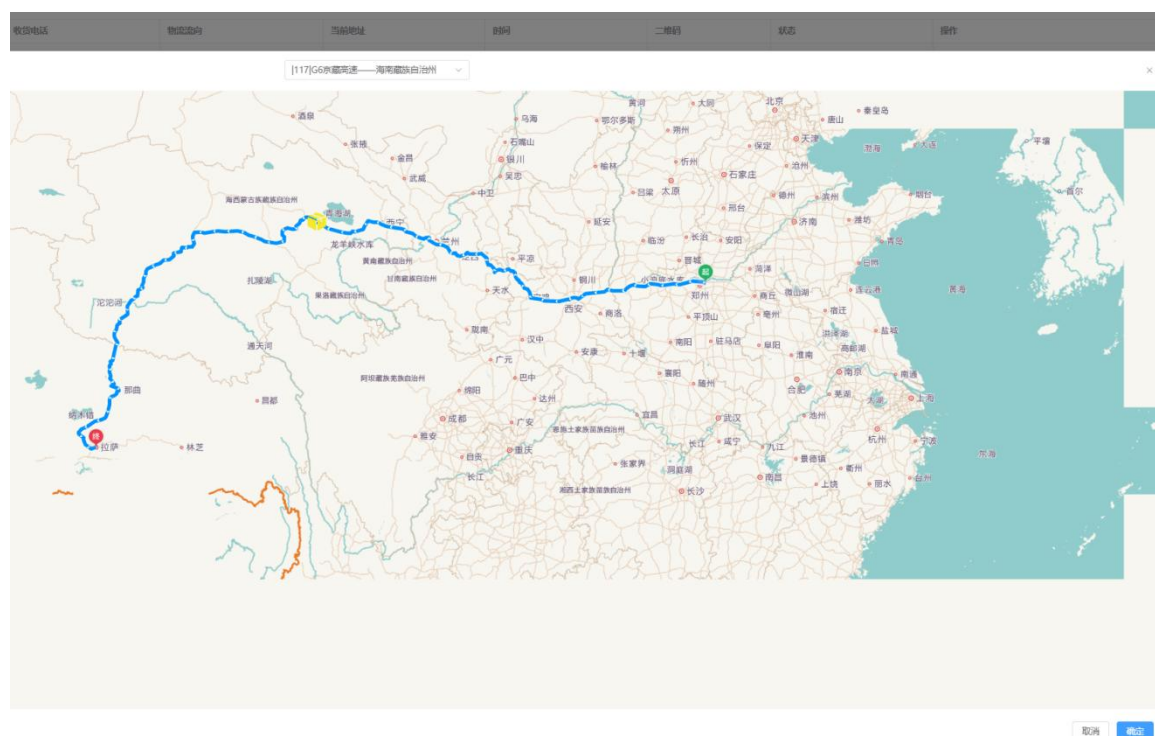 收货电话 物流流向 当前地址 时间 二维码 状态 操作
|117|G6京藏高速——海南藏族自治州
黄河
大同
北京
秦皇岛
酒泉
乌海
鄂尔多斯
唐山
朔州
天津
石嘴山
保定
渤海
大连
平壤
张掖
金昌
银川
忻州
沧州
武威
吴忠
榆林
太原
石家庄
首尔
中卫
吕梁
德州
滨州
烟台
海西蒙古族藏族自治州
邢台
青海湖
西宁
延安
济南
潍坊
龙羊峡水库
兰州
临汾
长治
安阳
青岛
黄南藏族自治州
平凉
晋城
菏泽
日照
扎陵湖
甘南藏族自治州
铜川
起
沱沱河
果洛藏族自治州
天水
郑州
商丘
微山湖
连云港
黄海
西安
商洛
平顶山
亳州
宿迁
陇南
汉中
南阳
驻马店
阜阳
洪泽湖
盐城
通天河
安康
十堰
淮南
高邮湖
广元
阿坝藏族羌族自治州
巴中
襄阳
随州
合肥
南京
南通
那曲
昌都
绵阳
达州
芜湖
太湖
上海
成都
广安
宜昌
武汉
池州
恩施土家族苗族自治州
终
拉萨
林芝
雅安
自贡
重庆
长江
咸宁
九江
杭州
宁波
张家界
洞庭湖
景德镇
衢州
东海
长江
南昌
上饶
丽水
台州
湘西土家族苗族自治州
长沙
取消 确定